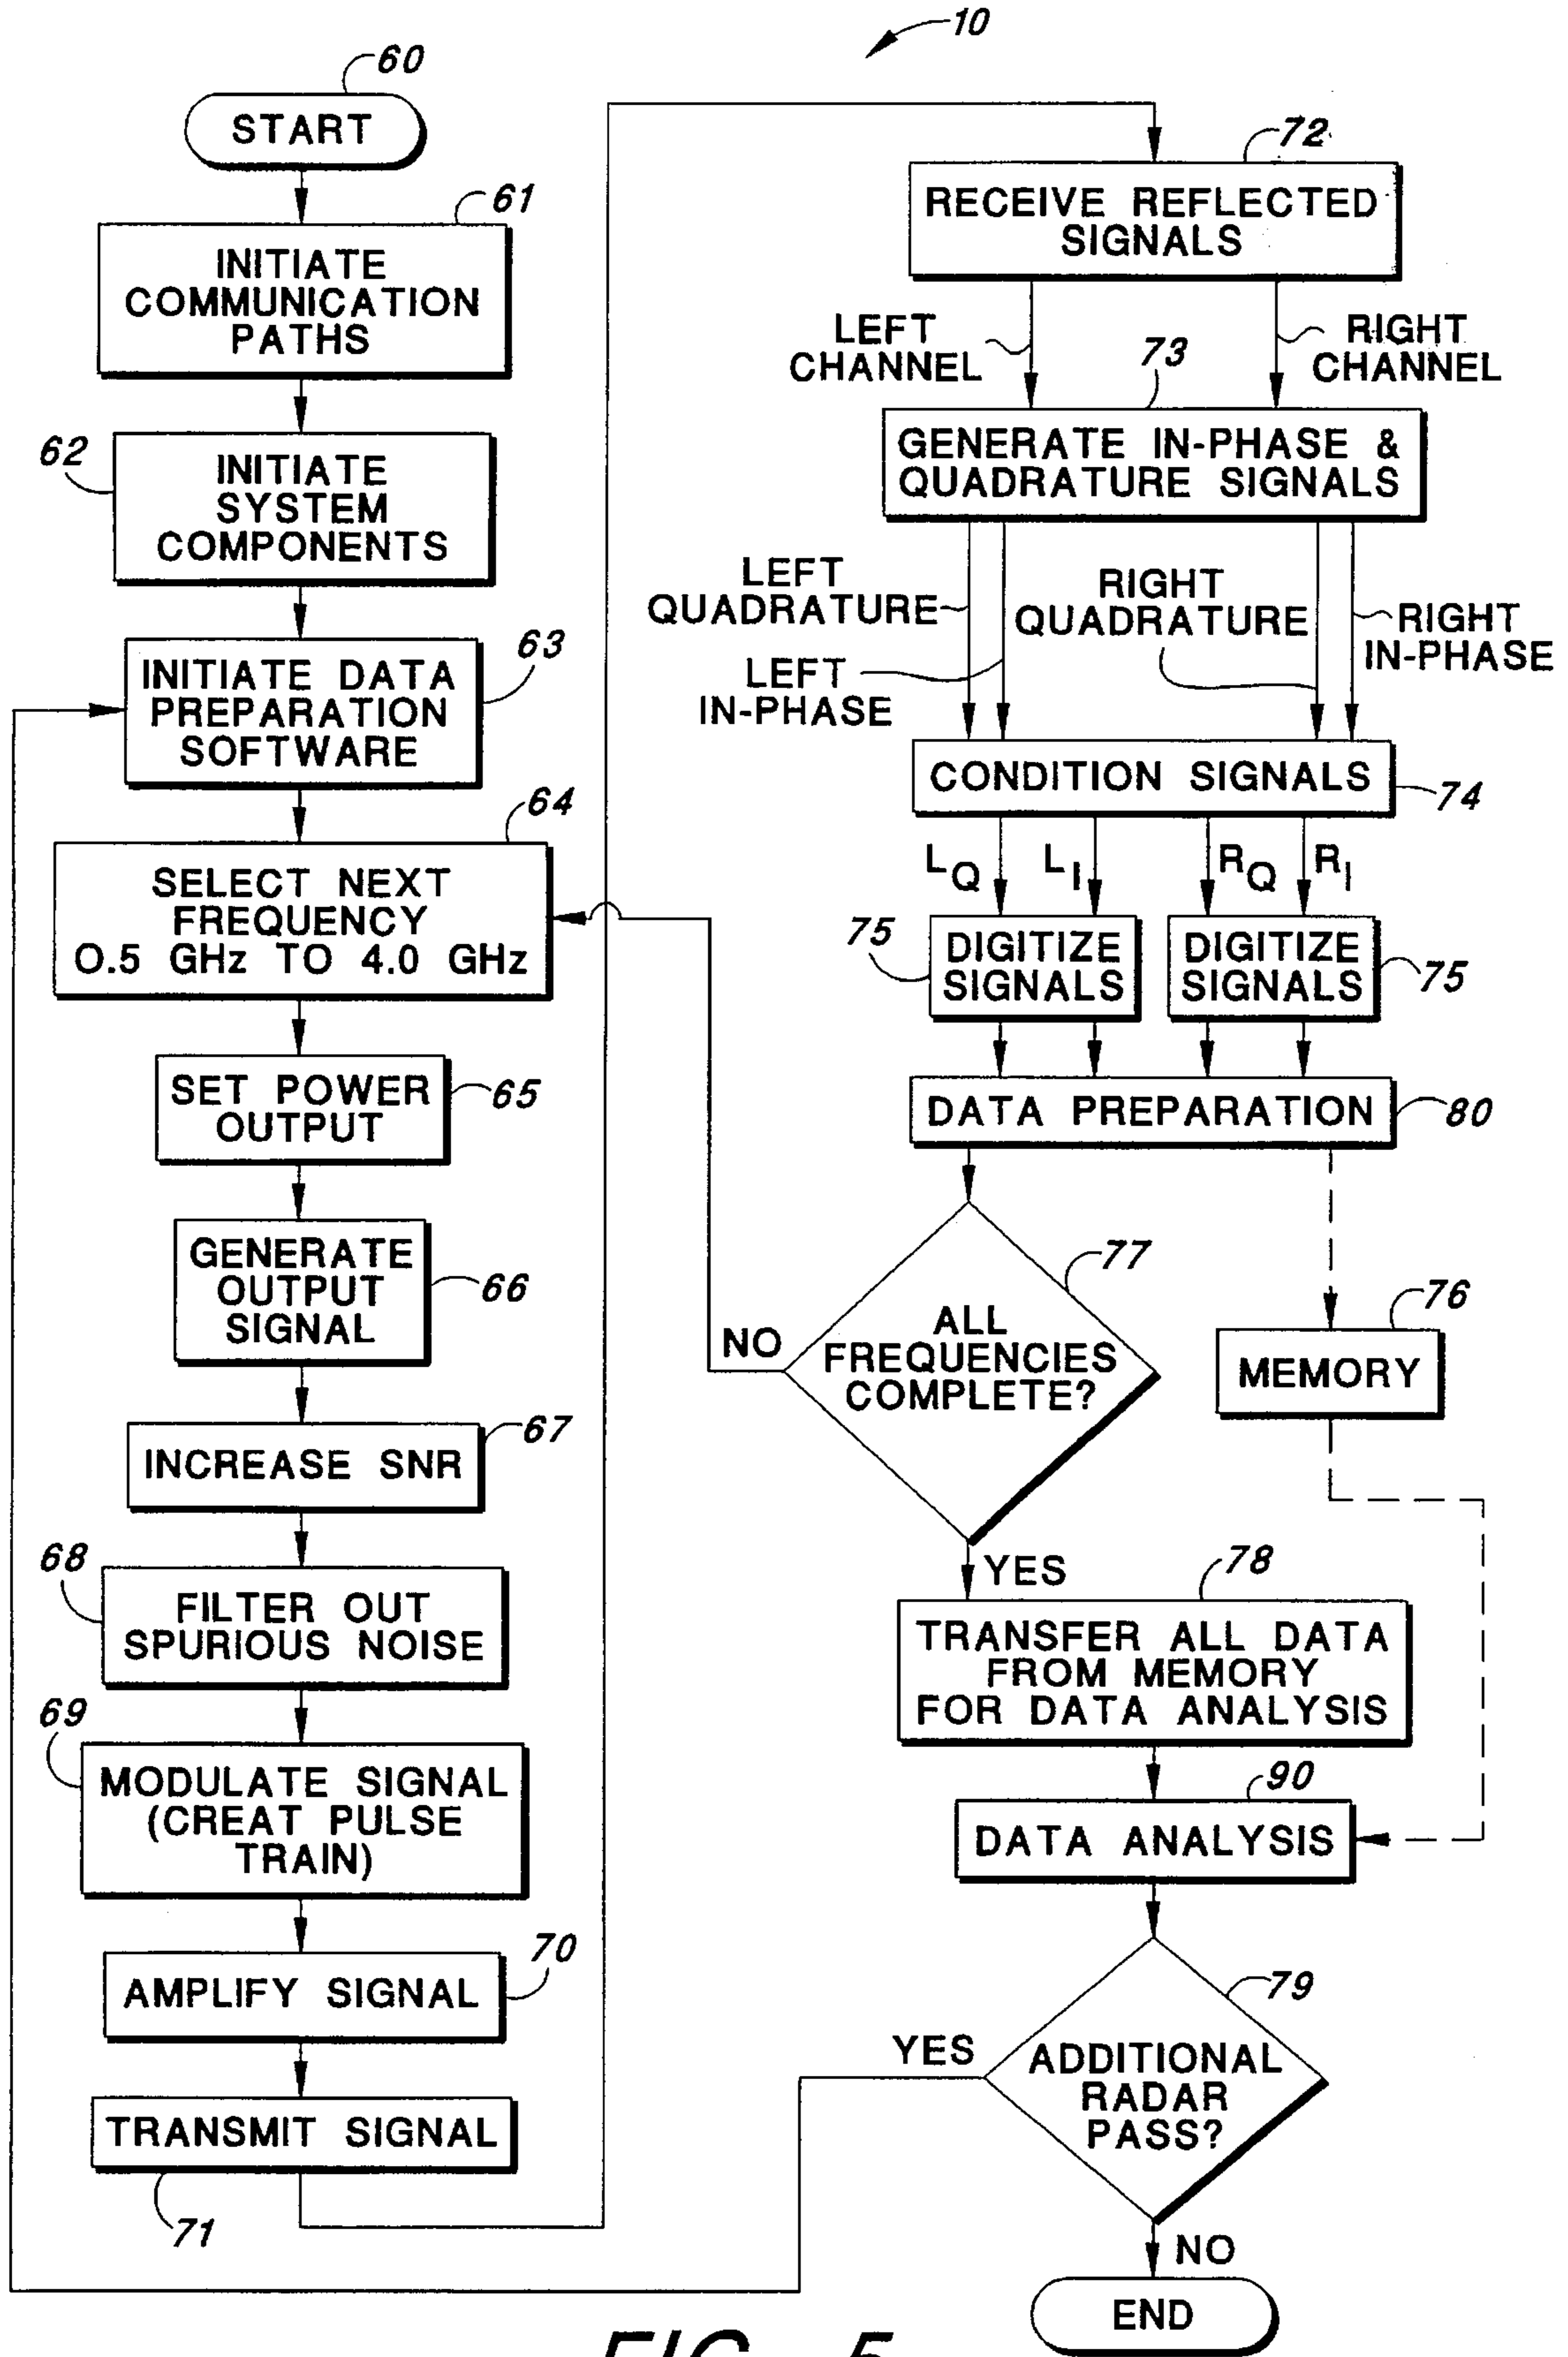 10
60
START
61
INITIATE
COMMUNICATION
PATHS
62
INITIATE
SYSTEM
COMPONENTS
63
INITIATE DATA
PREPARATION
SOFTWARE
64
SELECT NEXT
FREQUENCY
0.5 GHz TO 4.0 GHz
SET POWER
OUTPUT
65
GENERATE
OUTPUT
SIGNAL
66
INCREASE SNR
67
68
FILTER OUT
SPURIOUS NOISE
69
MODULATE SIGNAL
(CREAT PULSE
TRAIN)
70
AMPLIFY SIGNAL
TRANSMIT SIGNAL
71
72
RECEIVE REFLECTED
SIGNALS
LEFT
CHANNEL
73
RIGHT
CHANNEL
GENERATE IN-PHASE &
QUADRATURE SIGNALS
LEFT
QUADRATURE
LEFT
IN-PHASE
RIGHT
QUADRATURE
RIGHT
IN-PHASE
CONDITION SIGNALS
74
LQ LI RQ RI
75
DIGITIZE
SIGNALS
DIGITIZE
SIGNALS
75
DATA PREPARATION
80
77
ALL
FREQUENCIES
COMPLETE?
NO
76
MEMORY
YES
78
TRANSFER ALL DATA
FROM MEMORY
FOR DATA ANALYSIS
90
DATA ANALYSIS
79
YES
ADDITIONAL
RADAR
PASS?
NO
END
FIG. 5